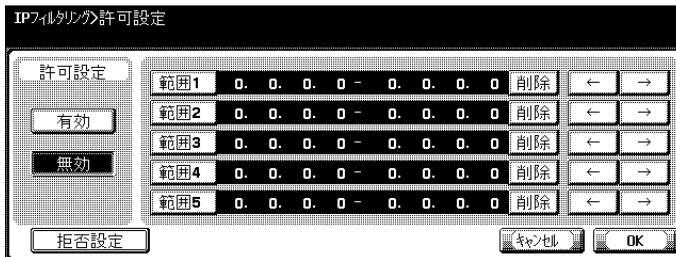 IPフィルタリング>許可設定
許可設定
範囲1 0. 0. 0. 0 - 0. 0. 0. 0 削除 ← →
有効
範囲2 0. 0. 0. 0 - 0. 0. 0. 0 削除 ← →
範囲3 0. 0. 0. 0 - 0. 0. 0. 0 削除 ← →
無効
範囲4 0. 0. 0. 0 - 0. 0. 0. 0 削除 ← →
範囲5 0. 0. 0. 0 - 0. 0. 0. 0 削除 ← →
拒否設定 キャンセル OK